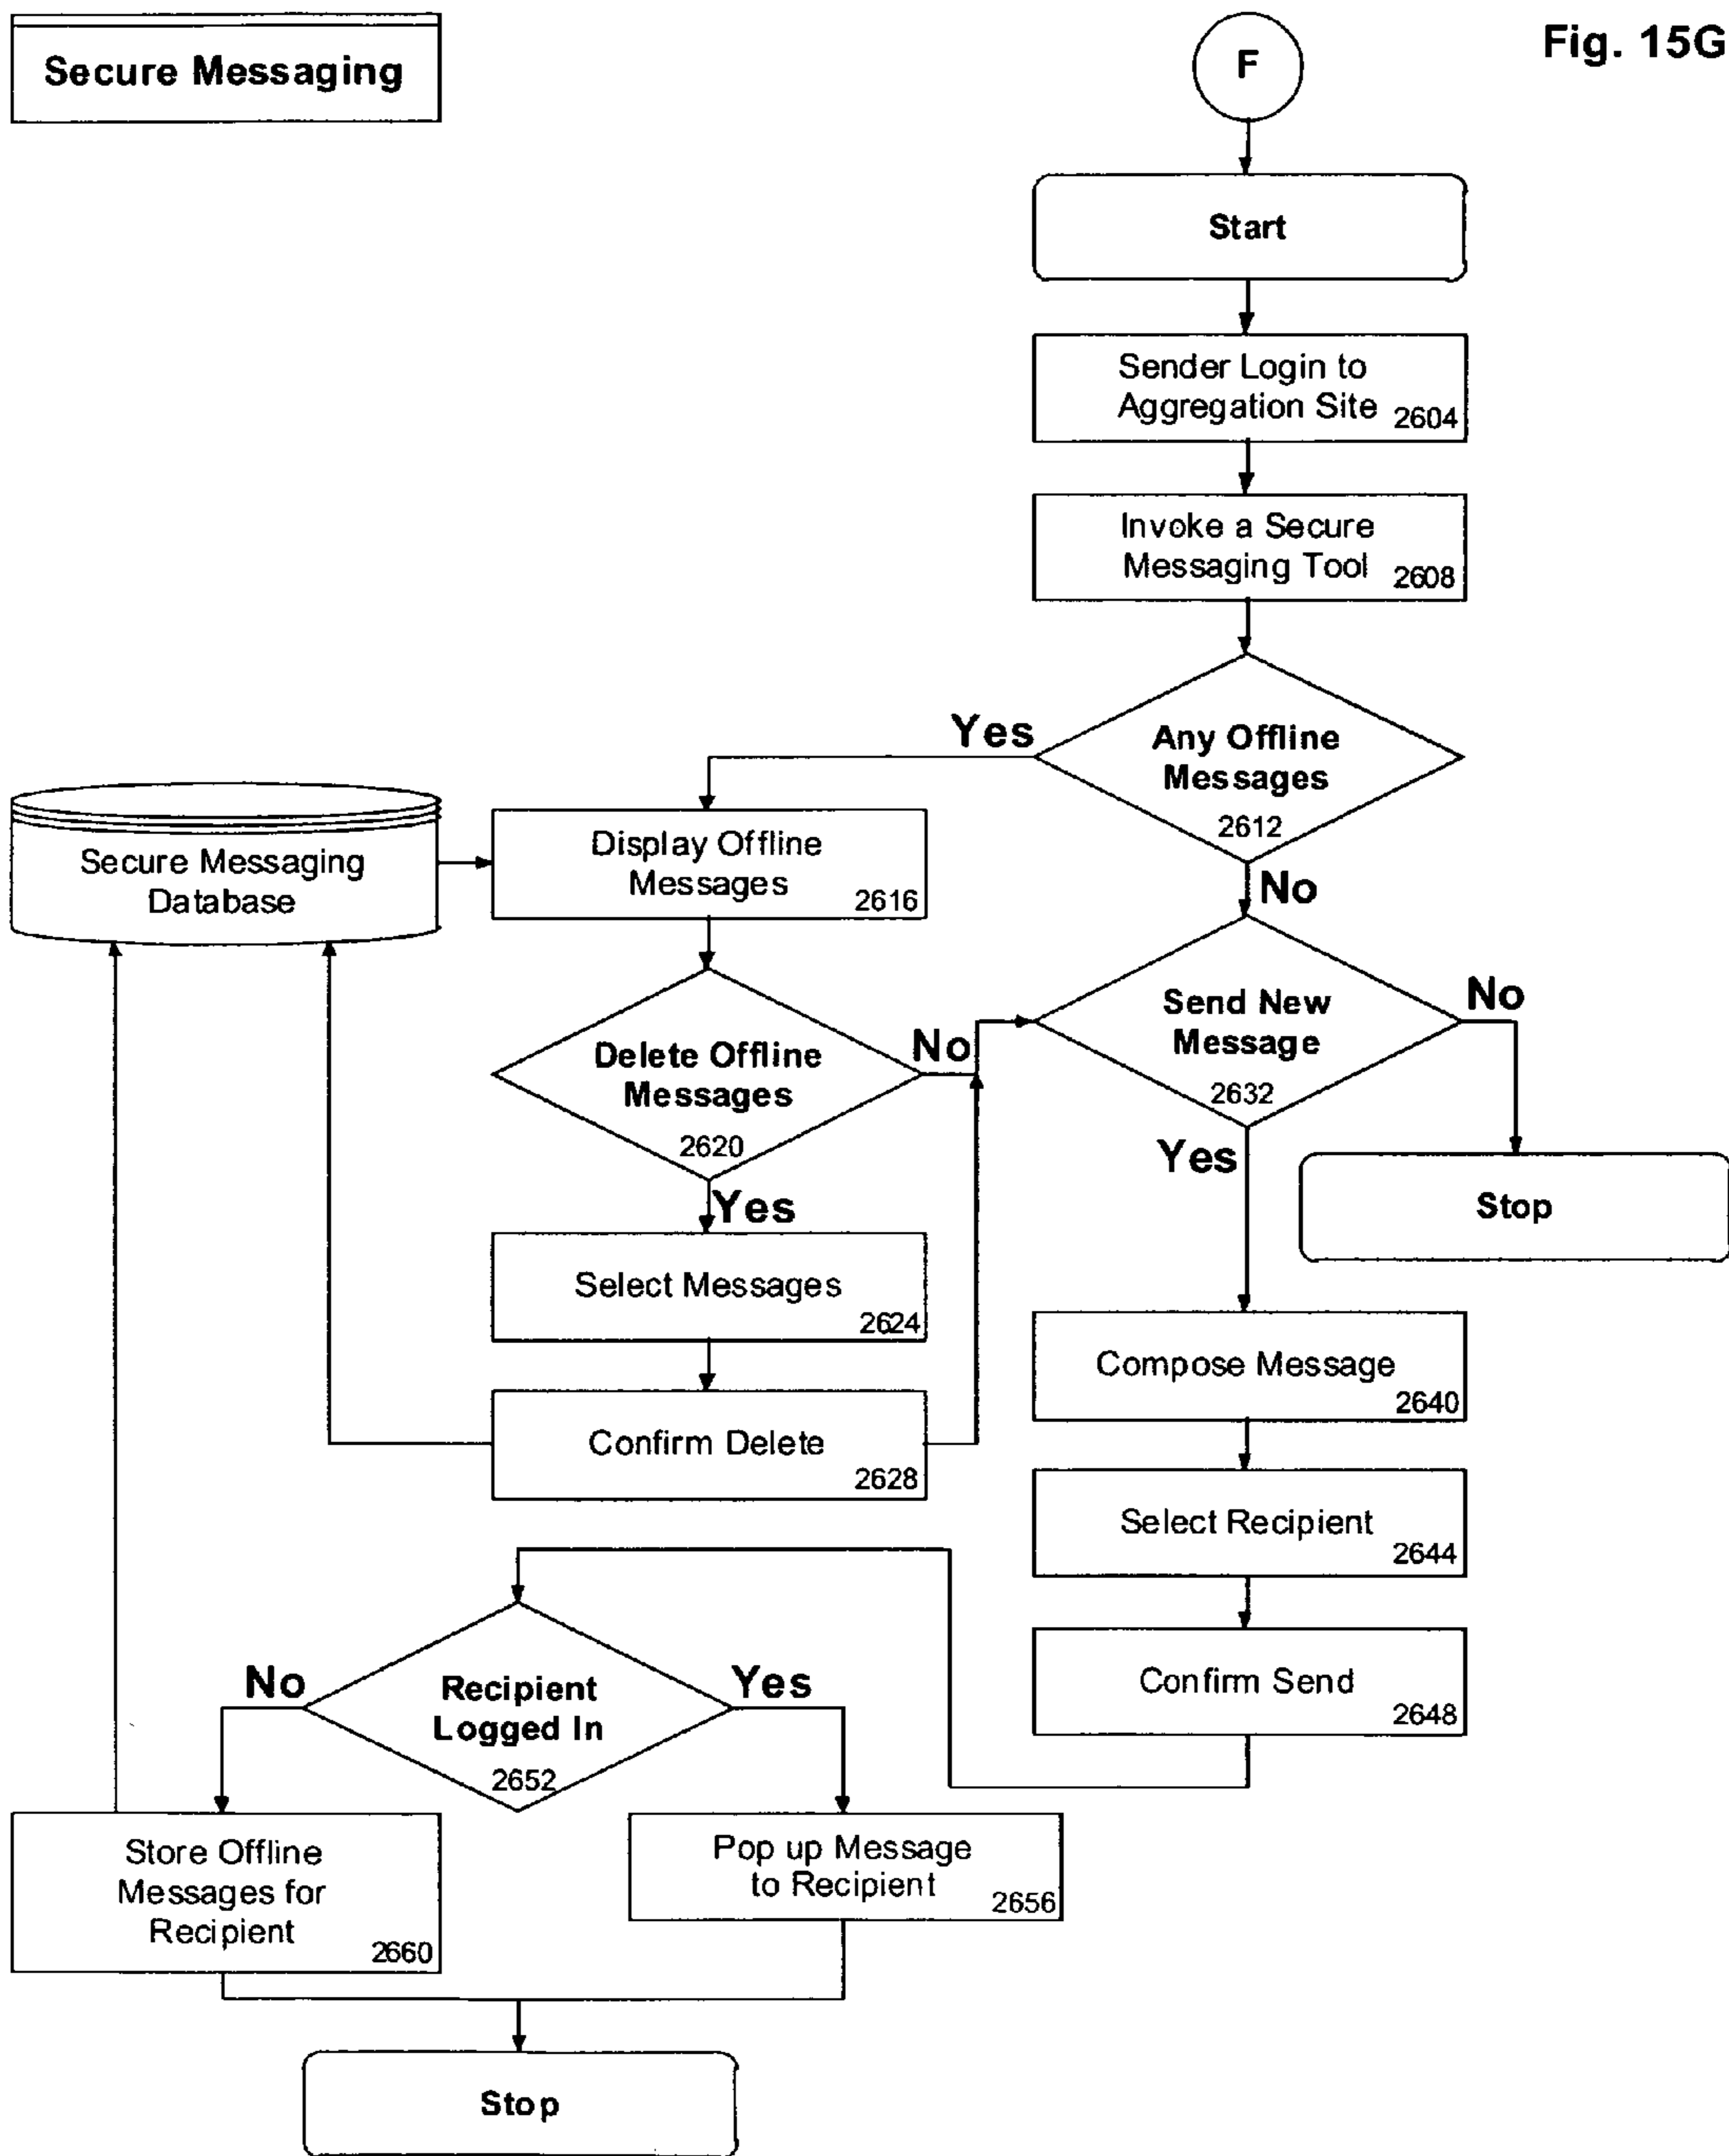 Secure Messaging
Fig. 15G
F
Start
Sender Login to
Aggregation Site 2604
Invoke a Secure
Messaging Tool 2608
Yes
Any Offline
Messages
2612
No
Secure Messaging
Database
Display Offline
Messages
2616
Send New
Message
2632
No
Yes
Stop
Delete Offline
Messages
2620
No
Yes
Select Messages
2624
Confirm Delete
2628
Compose Message
2640
Select Recipient
2644
Confirm Send
2648
No
Recipient
Logged In
2652
Yes
Store Offline
Messages for
Recipient
2660
Pop up Message
to Recipient
2656
Stop